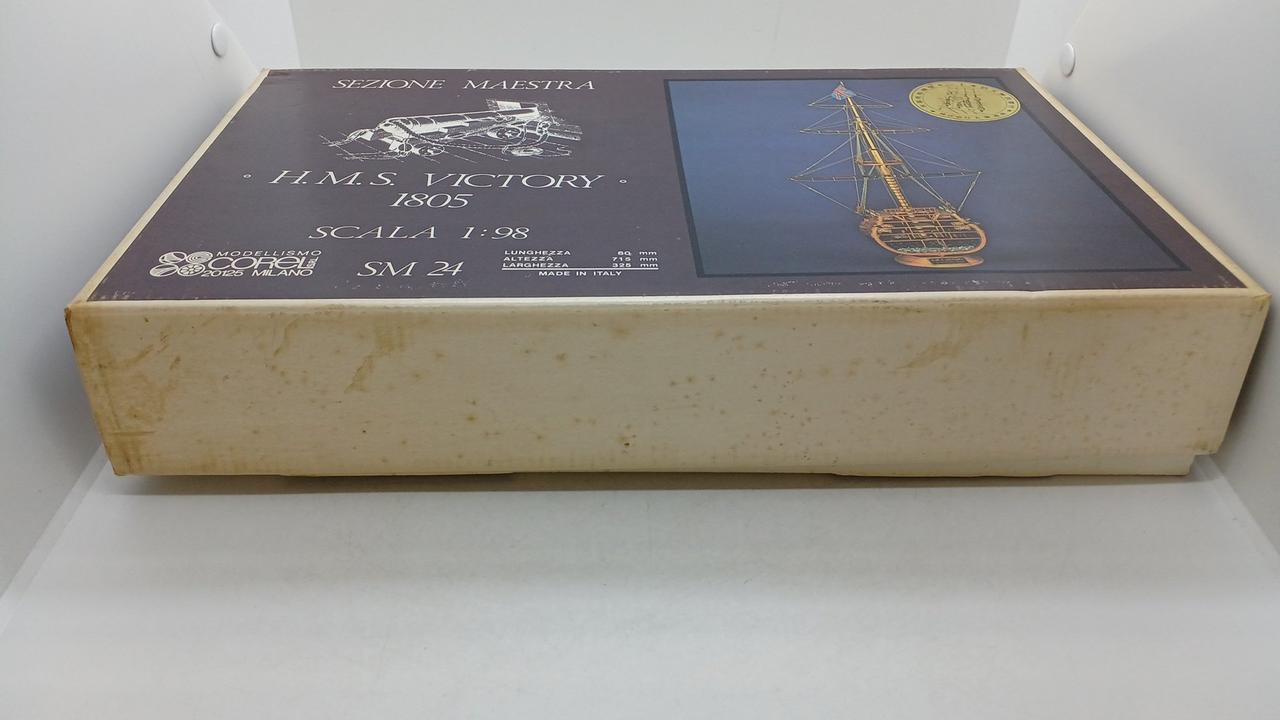 SEZIONE MAESTRA
H.M.S. VICTORY
1805
SCALA 1:98
MODELLISMO
COREL
20125 MILANO
SM 24
LUNGHEZZA 60 mm
ALTEZZA 715 mm
LARGHEZZA 325 mm
MADE IN ITALY